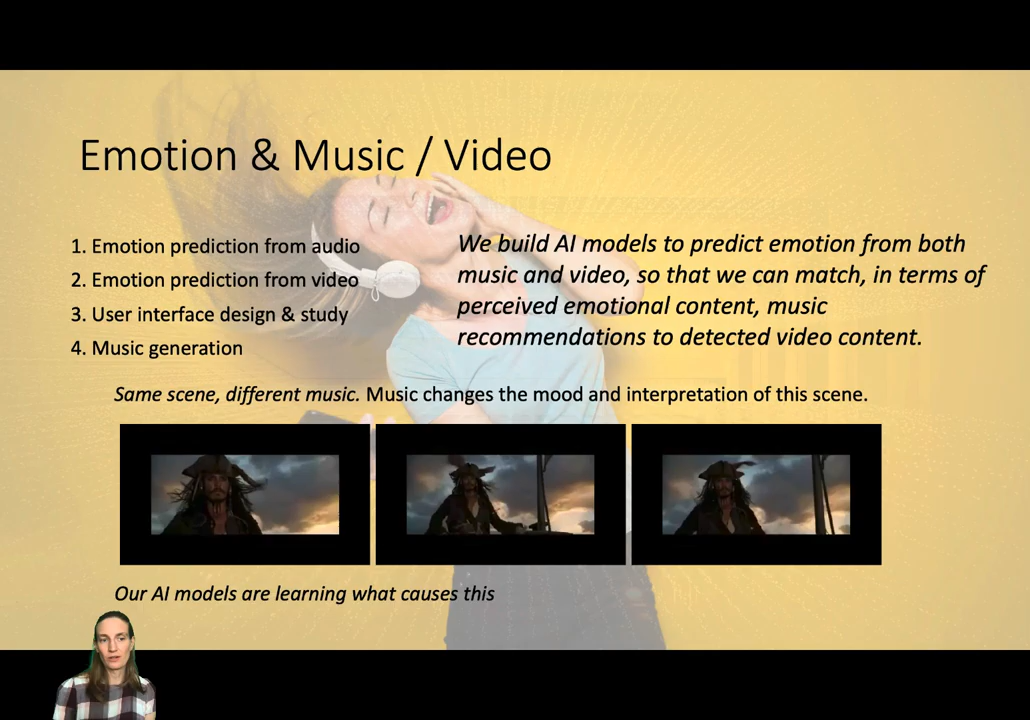 Emotion & Music / Video
1. Emotion prediction from audio
2. Emotion prediction from video
3. User interface design & study
4. Music generation
We build AI models to predict emotion from both
music and video, so that we can match, in terms of
perceived emotional content, music
recommendations to detected video content.
Same scene, different music. Music changes the mood and interpretation of this scene.
Our AI models are learning what causes this